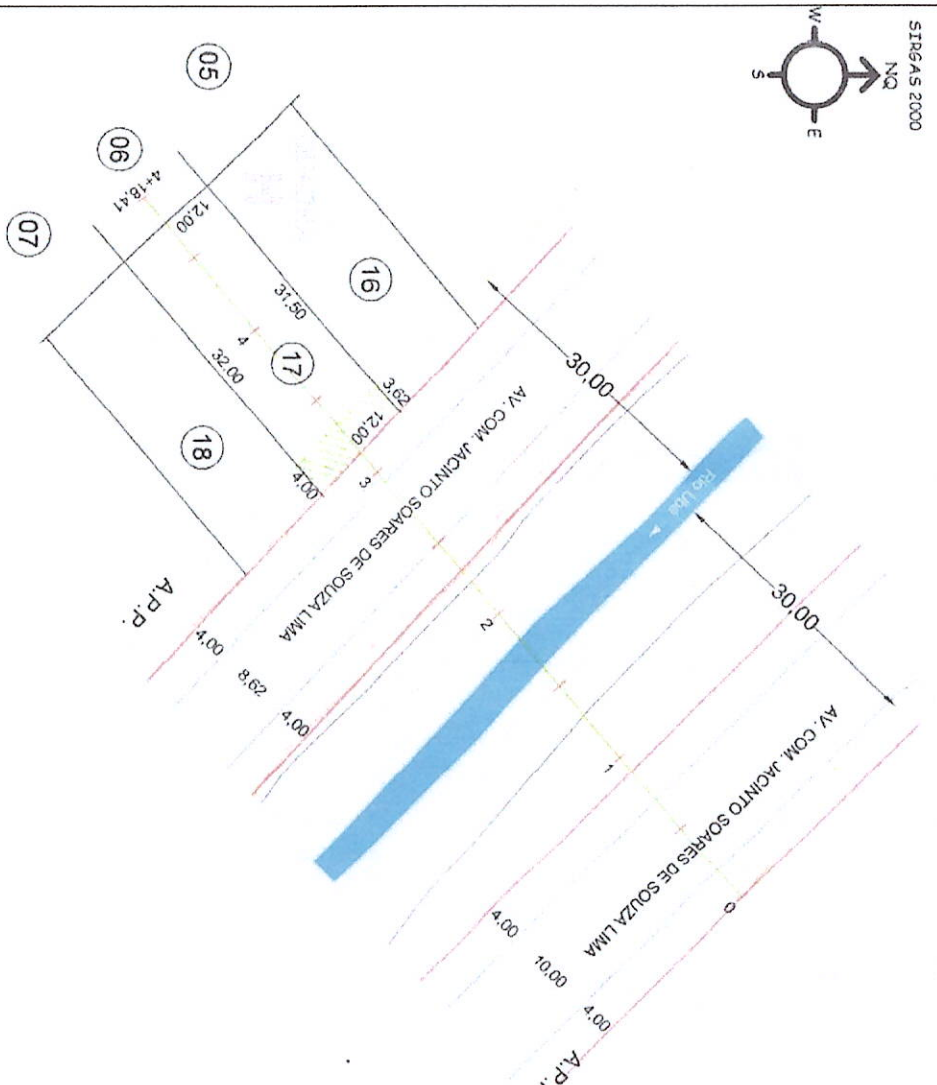 SIRGAS 2000
NQ
W
E
S
05
06
07
4+18,41
12,00
16
31,50
4
17
32,00
18
3,62
12,00
4,00
3
30,00
AV. COM. JACINTO SOARES DE SOUZA LIMA
Rio Ubá
30,00
2
A.P.P.
4,00
8,62
4,00
1
AV. COM. JACINTO SOARES DE SOUZA LIMA
0
4,00
10,00
4,00
A.P.